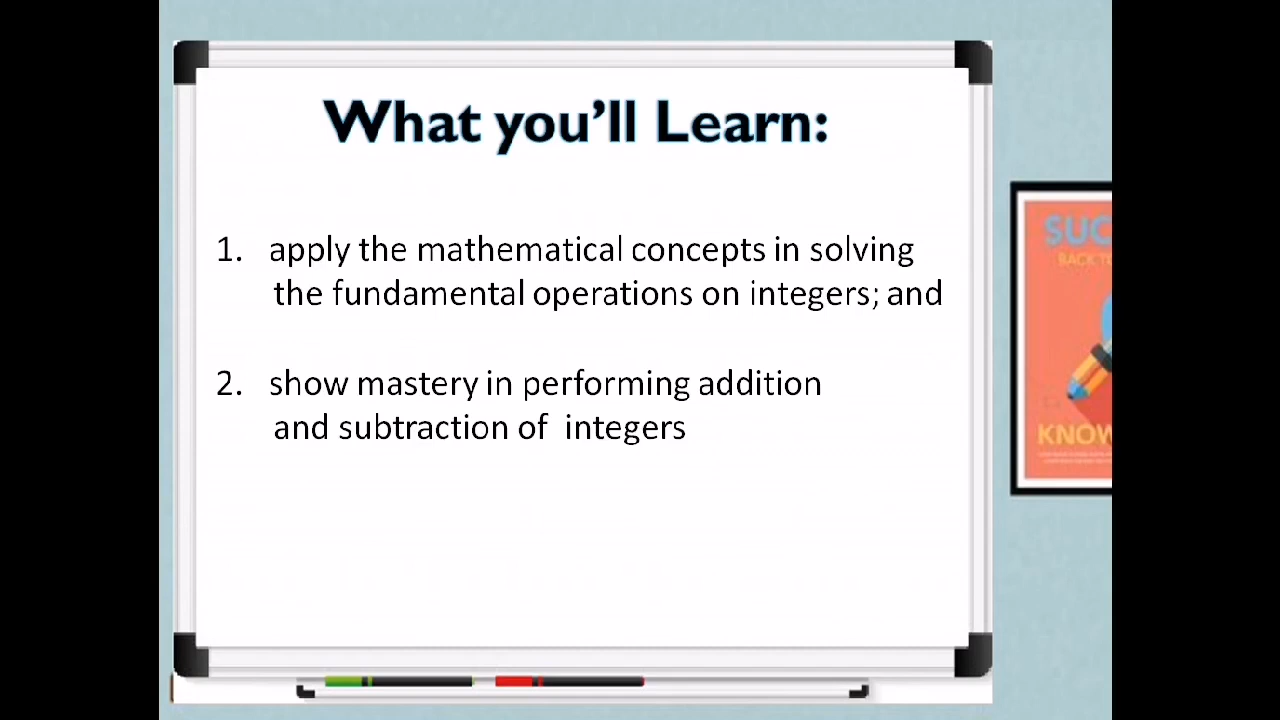 What you'll Learn:
1. apply the mathematical concepts in solving
the fundamental operations on integers; and
2. show mastery in performing addition
and subtraction of integers
SUC
BACK T
KNOW